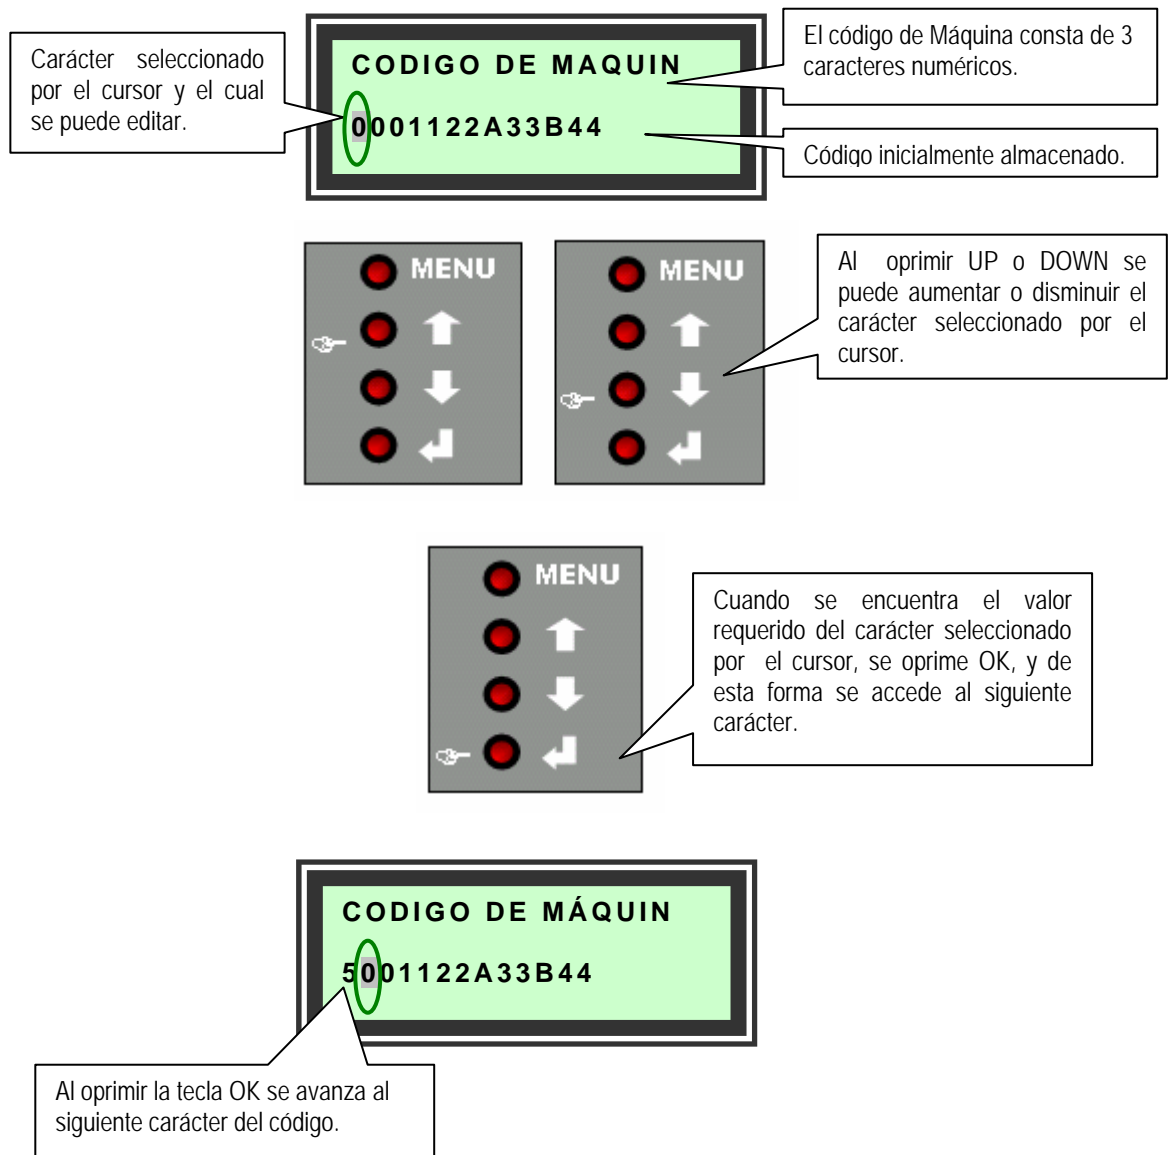 Carácter seleccionado
por el cursor y el cual
se puede editar.
CODIGO DE MAQUIN
0001122A33B44
El código de Máquina consta de 3
caracteres numéricos.
Código inicialmente almacenado.
MENU
MENU
Al oprimir UP o DOWN se
puede aumentar o disminuir el
carácter seleccionado por el
cursor.
MENU
Cuando se encuentra el valor
requerido del carácter seleccionado
por el cursor, se oprime OK, y de
esta forma se accede al siguiente
carácter.
CODIGO DE MÁQUIN
5001122A33B44
Al oprimir la tecla OK se avanza al
siguiente carácter del código.